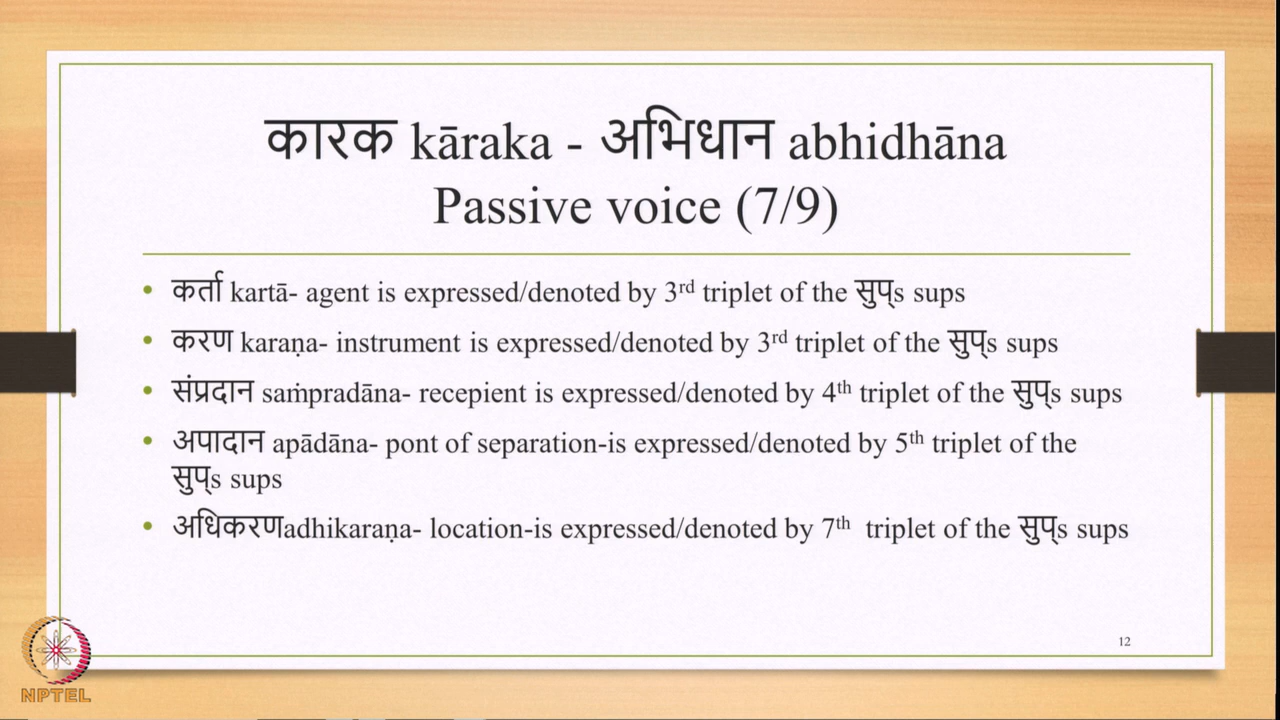 कारक kāraka - अभिधान abhidhāna
Passive voice (7/9)
• कर्ता kartā- agent is expressed/denoted by 3rd triplet of the सुप्s sups
• करण karaṇa- instrument is expressed/denoted by 3rd triplet of the सुप्s sups
• संप्रदान saṁpradāna- recepient is expressed/denoted by 4th triplet of the सुप्s sups
• अपादान apādāna- pont of separation-is expressed/denoted by 5th triplet of the
सुप्s sups
• अधिकरणadhikaraṇa- location-is expressed/denoted by 7th triplet of the सुप्s sups
12
NPTEL